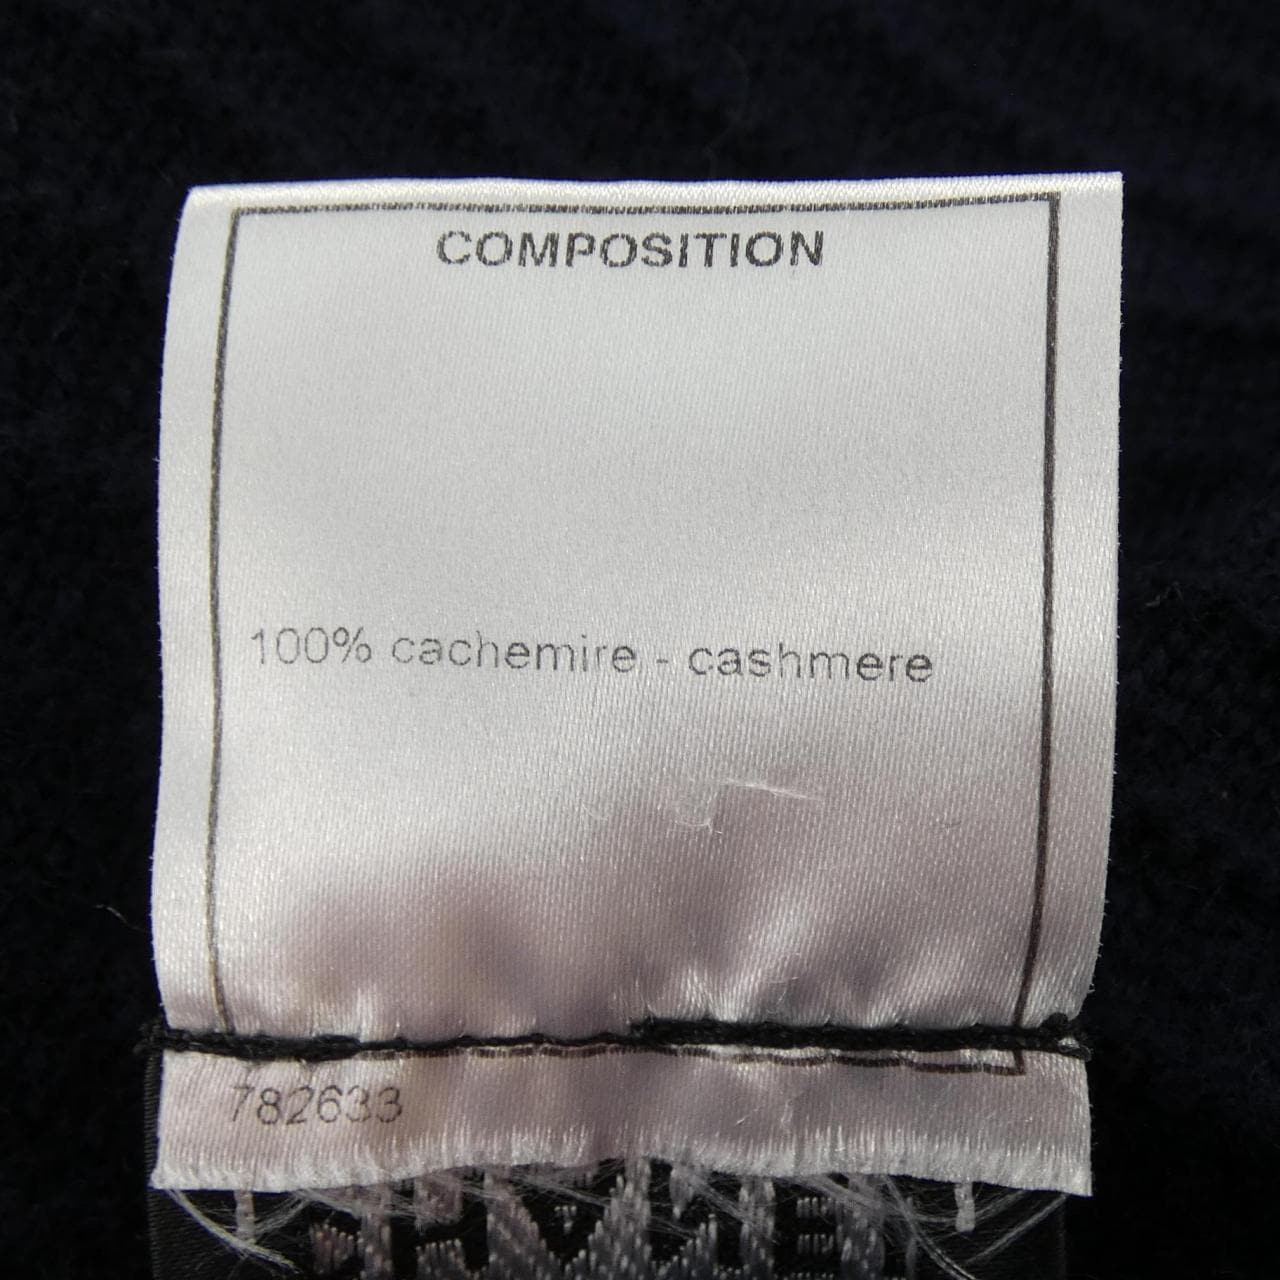 COMPOSITION
100% cachemire - cashmere
782633